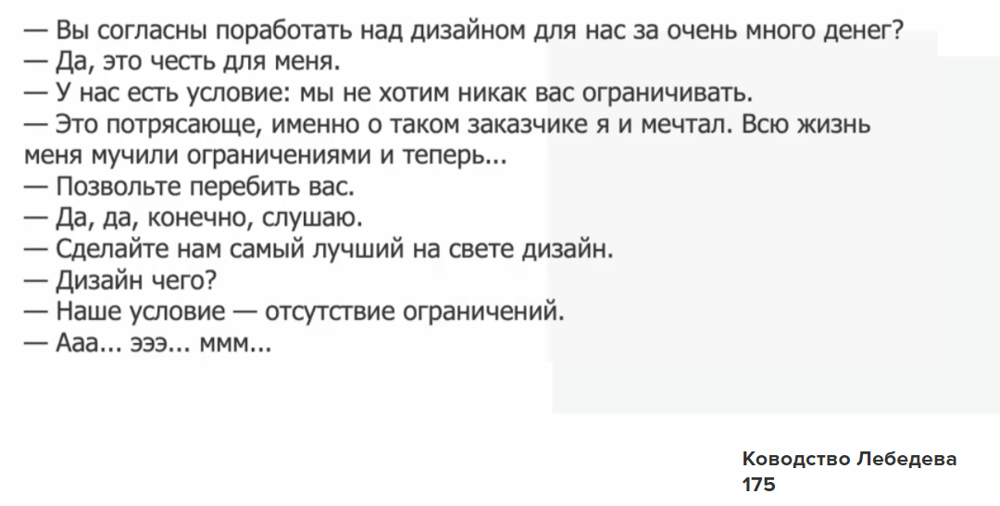 — Вы согласны поработать над дизайном для нас за очень много денег?
— Да, это честь для меня.
— У нас есть условие: мы не хотим никак вас ограничивать.
— Это потрясающе, именно о таком заказчике я и мечтал. Всю жизнь
меня мучили ограничениями и теперь...
— Позвольте перебить вас.
— Да, да, конечно, слушаю.
— Сделайте нам самый лучший на свете дизайн.
— Дизайн чего?
— Наше условие — отсутствие ограничений.
— Ааа... эээ... ммм...
Ководство Лебедева
175